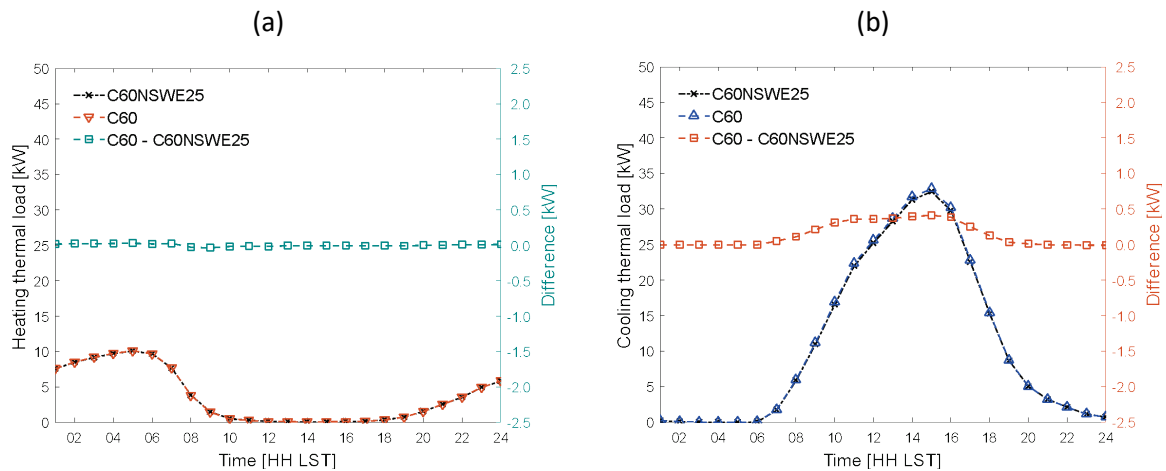 (a)
50
45
40
35
30
25
20
15
10
5
0
Heating thermal load [kW]
2.5
2.0
1.5
1.0
0.5
0.0
-0.5
-1.0
-1.5
-2.0
-2.5
Difference [kW]
C60NSWE25
C60
C60 - C60NSWE25
02 04 06 08 10 12 14 16 18 20 22 24
Time [HH LST]
(b)
50
45
40
35
30
25
20
15
10
5
0
Cooling thermal load [kW]
2.5
2.0
1.5
1.0
0.5
0.0
-0.5
-1.0
-1.5
-2.0
-2.5
Difference [kW]
C60NSWE25
C60
C60 - C60NSWE25
02 04 06 08 10 12 14 16 18 20 22 24
Time [HH LST]